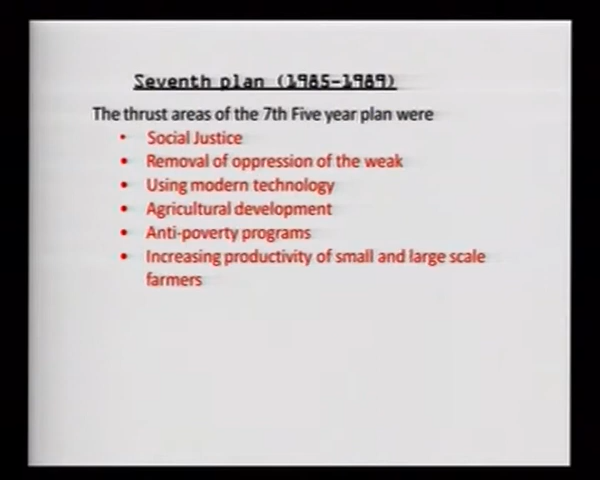 Seventh plan (1985-1989)
The thrust areas of the 7th Five year plan were
• Social Justice
• Removal of oppression of the weak
• Using modern technology
• Agricultural development
• Anti-poverty programs
• Increasing productivity of small and large scale
farmers